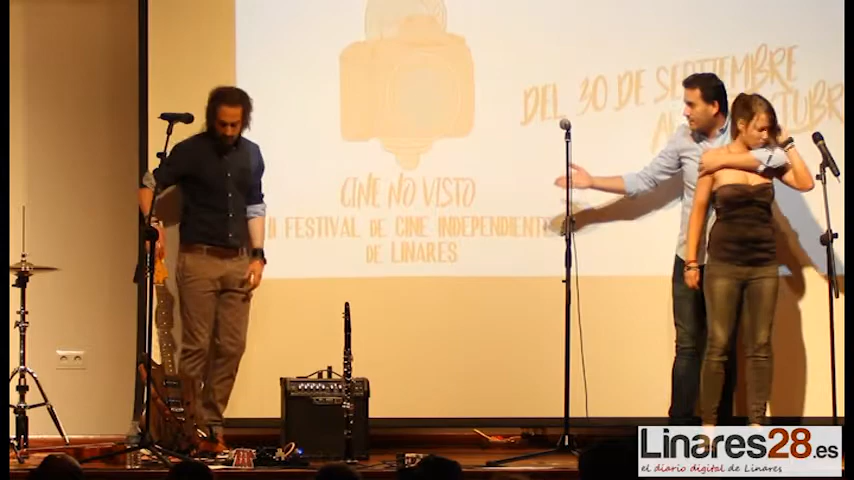 DEL 30 DE SEPTIEMBRE
CINE NO VISTO
II FESTIVAL DE CINE INDEPENDIENTE
DE LINARES
Linares28.es
el diario digital de Linares